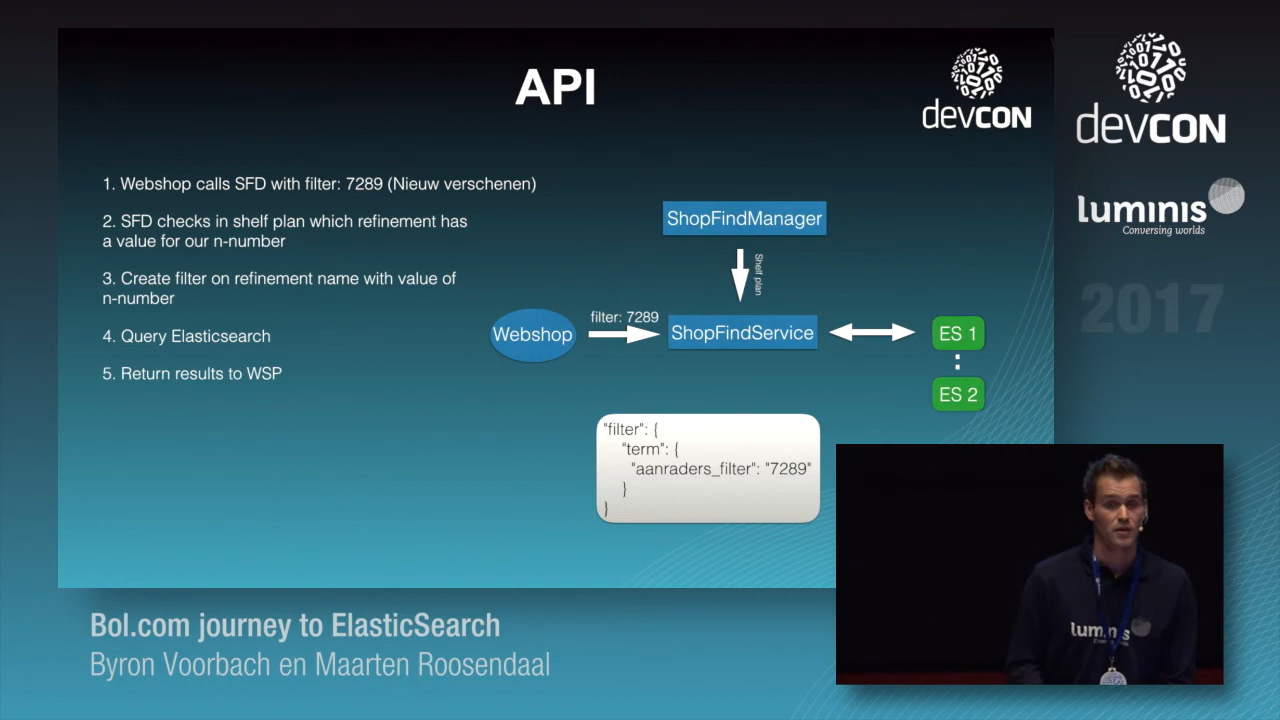 API
devcon
1. Webshop calls SFD with filter: 7289 (Nieuw verschenen)
2. SFD checks in shelf plan which refinement has
a value for our n-number
3. Create filter on refinement name with value of
n-number
4. Query Elasticsearch
5. Return results to WSP
ShopFindManager
Shelf plan
Webshop
filter: 7289
ShopFindService
ES 1
ES 2
"filter": {
"term": {
"aanraders_filter": "7289"
}
}
devcon
luminis
Conversing worlds
2017
luminis
Bol.com journey to ElasticSearch
Byron Voorbach en Maarten Roosendaal